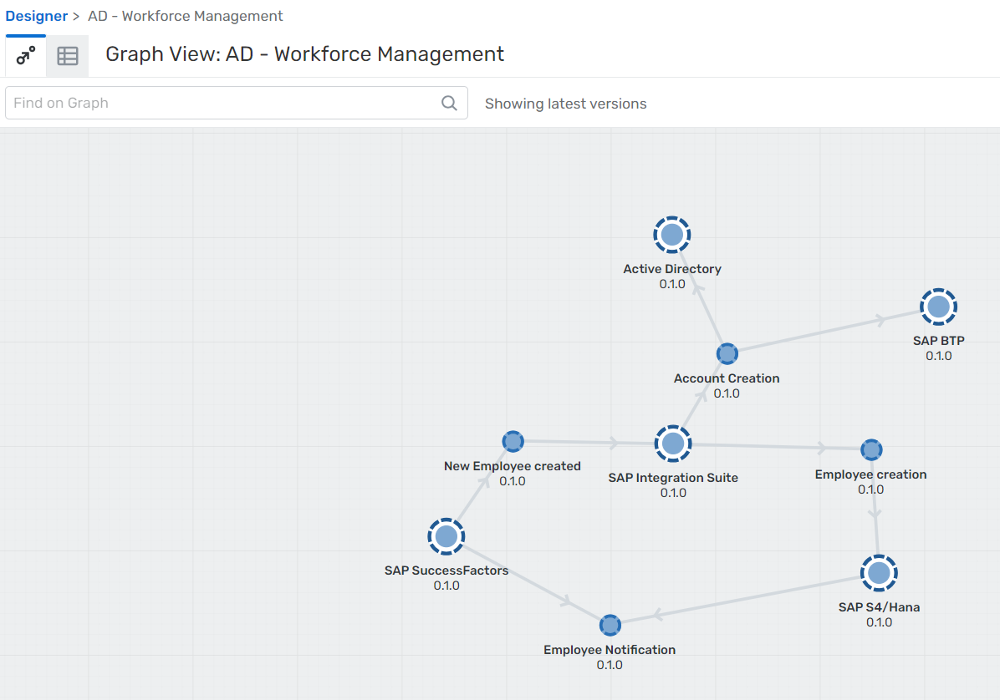 Designer > AD - Workforce Management
Graph View: AD - Workforce Management
Find on Graph
Showing latest versions
Active Directory
0.1.0
SAP BTP
0.1.0
Account Creation
0.1.0
New Employee created
0.1.0
SAP Integration Suite
0.1.0
Employee creation
0.1.0
SAP SuccessFactors
0.1.0
SAP S4/Hana
0.1.0
Employee Notification
0.1.0